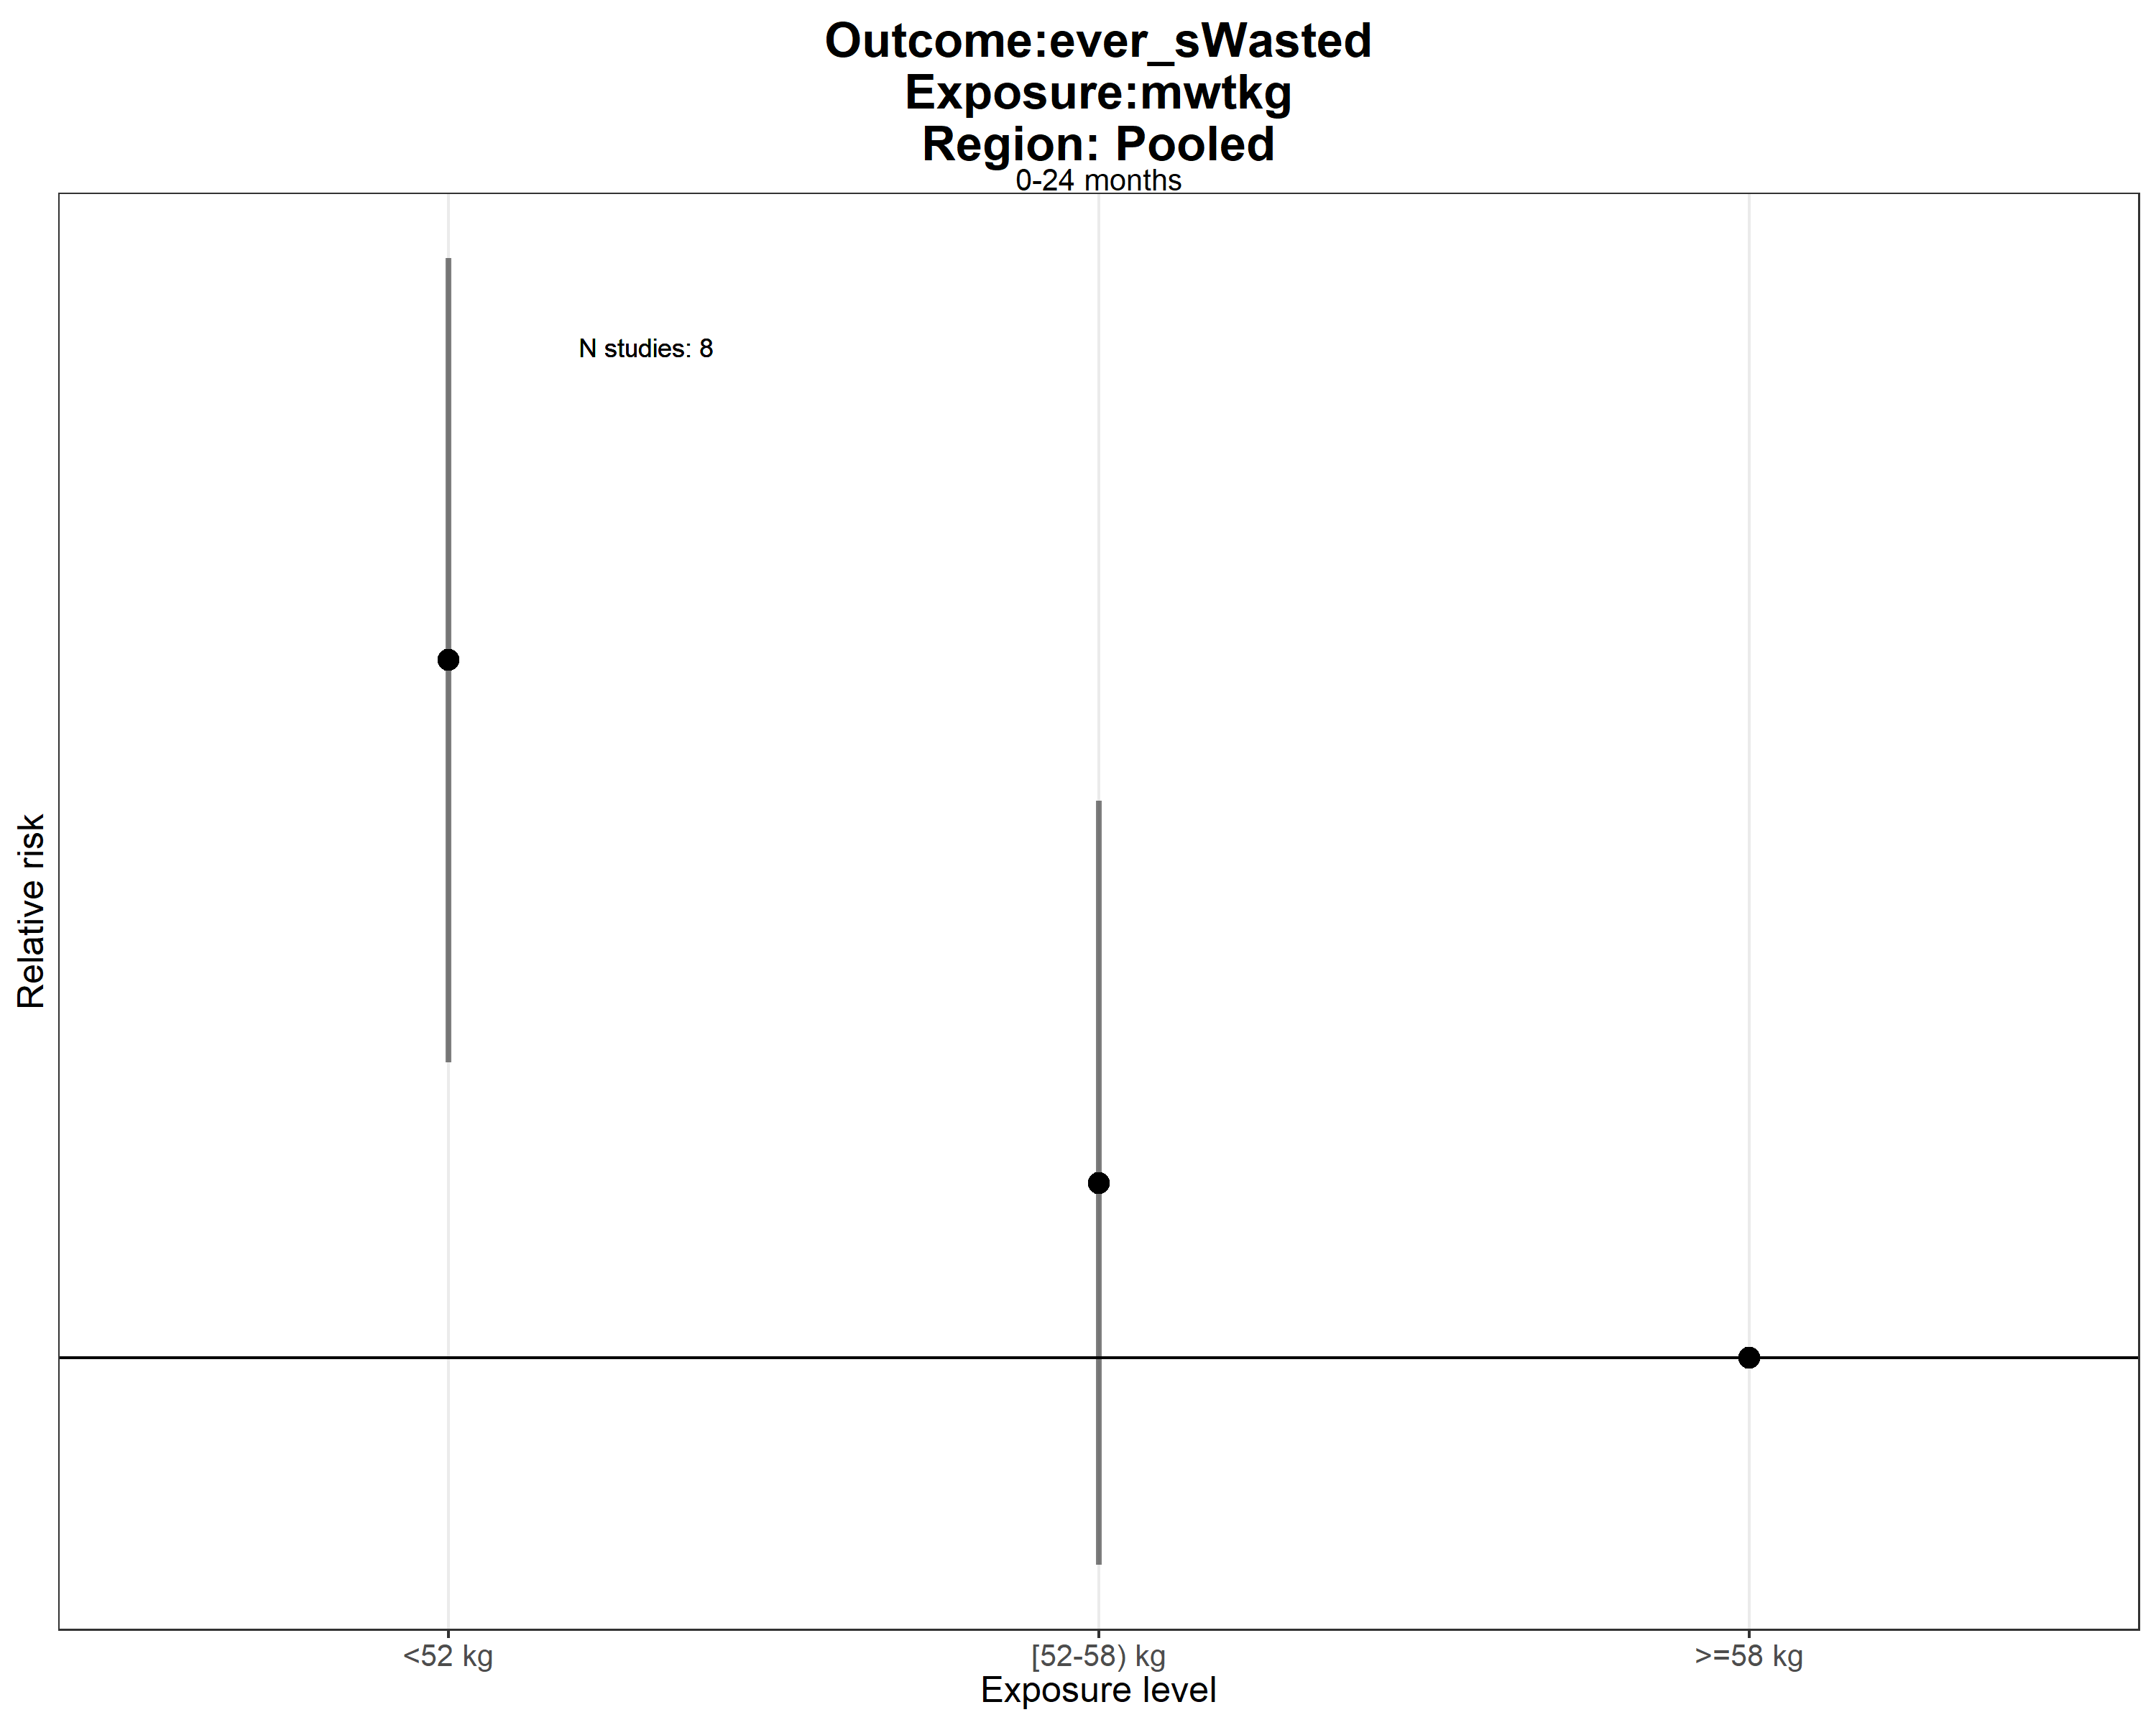 Outcome:ever_sWasted
Exposure:mwtkg
Region: Pooled
0-24 months
N studies: 8
Relative risk
<52 kg
[52-58) kg
>=58 kg
Exposure level